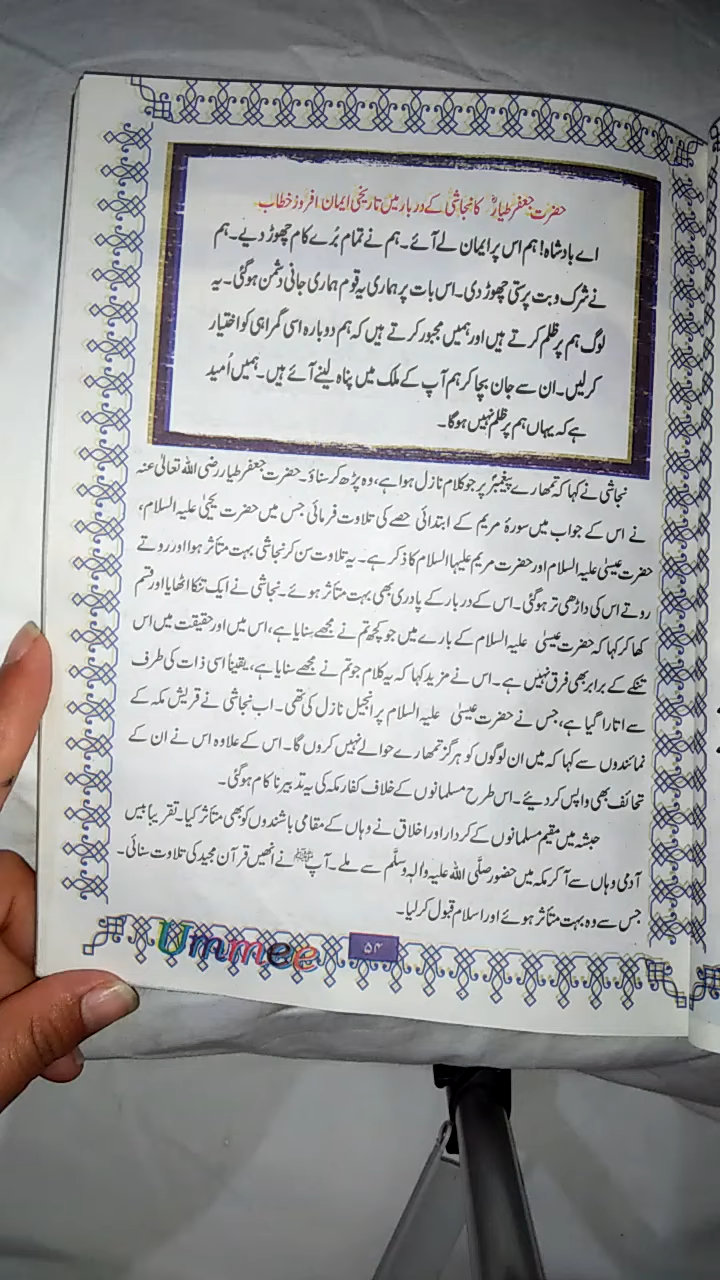 حضرت جعفر طیارؓ کا نجاشی کے دربار میں تاریخی ایمان افروز خطاب
اے بادشاہ! ہم اس پر ایمان لے آئے۔ ہم نے تمام بُرے کام چھوڑ دیے۔ ہم
نے شرک و بت پرستی چھوڑ دی۔ اس بات پر ہماری یہ قوم ہماری جانی دشمن ہوگئی۔ یہ
لوگ ہم پر ظلم کرتے ہیں اور ہمیں مجبور کرتے ہیں کہ ہم دوبارہ اسی گمراہی کو اختیار
کرلیں۔ ان سے جان بچا کر ہم آپ کے ملک میں پناہ لینے آئے ہیں۔ ہمیں اُمید
ہے کہ یہاں ہم پر ظلم نہیں ہوگا۔
نجاشی نے کہا کہ تمھارے پیغمبرؐ پر جو کلام نازل ہوا ہے، وہ پڑھ کر سناؤ۔ حضرت جعفر طیار رضی اللہ تعالیٰ عنہ
نے اس کے جواب میں سورۂ مریم کے ابتدائی حصے کی تلاوت فرمائی جس میں حضرت یحییٰ علیہ السلام،
حضرت عیسیٰ علیہ السلام اور حضرت مریم علیہا السلام کا ذکر ہے۔ یہ تلاوت سن کر نجاشی بہت متأثر ہوا اور روتے
روتے اس کی داڑھی تر ہوگئی۔ اس کے دربار کے پادری بھی بہت متأثر ہوئے۔ نجاشی نے ایک تنکا اٹھایا اور قسم
کھا کر کہا کہ حضرت عیسیٰ علیہ السلام کے بارے میں جو کچھ تم نے مجھے سنایا ہے، اس میں اور حقیقت میں اس
تنکے کے برابر بھی فرق نہیں ہے۔ اس نے مزید کہا کہ یہ کلام جو تم نے مجھے سنایا ہے، یقیناً اسی ذات کی طرف
سے اتارا گیا ہے، جس نے حضرت عیسیٰ علیہ السلام پر انجیل نازل کی تھی۔ اب نجاشی نے قریش مکہ کے
نمائندوں سے کہا کہ میں ان لوگوں کو ہرگز تمھارے حوالے نہیں کروں گا۔ اس کے علاوہ اس نے ان کے
تحائف بھی واپس کر دیئے۔ اس طرح مسلمانوں کے خلاف کفار مکہ کی یہ تدبیر ناکام ہوگئی۔
حبشہ میں مقیم مسلمانوں کے کردار اور اخلاق نے وہاں کے مقامی باشندوں کو بھی متأثر کیا۔ تقریباً بیس
آدمی وہاں سے آکر مکہ میں حضور صلَّی اللہ علیہ وآلہٖ وسلَّم سے ملے۔ آپ ﷺ نے انھیں قرآن مجید کی تلاوت سنائی۔
جس سے وہ بہت متأثر ہوئے اور اسلام قبول کرلیا۔
Ummee
۵۴